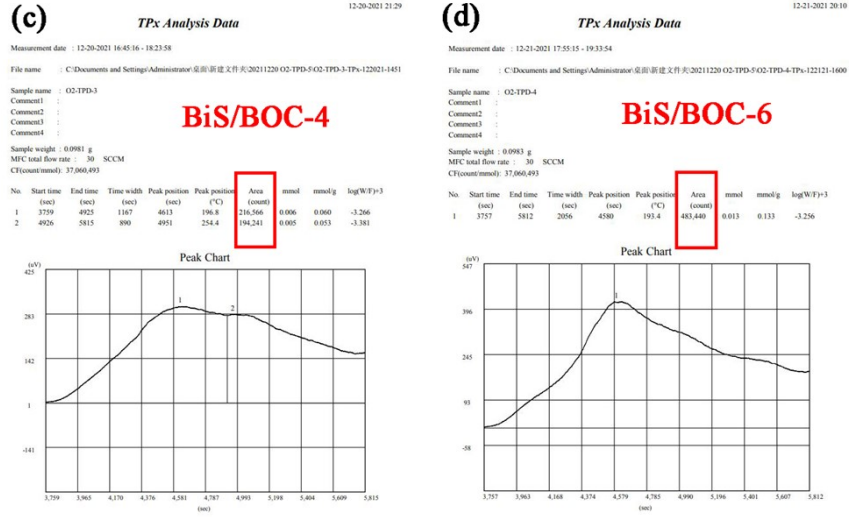 (c)
12-20-2021 21:29
TPx Analysis Data
Measurement date : 12-20-2021 16:45:16 - 18:23:58
File name : C:\Documents and Settings\Administrator\桌面\新建文件夹\20211220 O2-TPD-5\O2-TPD-3-TPx-122021-1451
Sample name : O2-TPD-3
Comment1 :
Comment2 :
Comment3 :
Comment4 :
BiS/BOC-4
Sample weight : 0.0981 g
MFC total flow rate : 30 SCCM
CF(count/mmol): 37,060,493
No. Start time End time Time width Peak position Peak position Area mmol mmol/g log(W/F)+3
(sec) (sec) (sec) (sec) (°C) (count)
1 3759 4925 1167 4613 196.8 216,566 0.006 0.060 -3.266
2 4926 5815 890 4951 254.4 194,241 0.005 0.053 -3.381
Peak Chart
(uV)
425
283
142
1
-141
1
2
3,759 3,965 4,170 4,376 4,581 4,787 4,993 5,198 5,404 5,609 5,815
(sec)
(d)
12-21-2021 20:10
TPx Analysis Data
Measurement date : 12-21-2021 17:55:15 - 19:33:54
File name : C:\Documents and Settings\Administrator\桌面\新建文件夹\20211220 O2-TPD-5\O2-TPD-4-TPx-122121-1600
Sample name : O2-TPD-4
Comment1 :
Comment2 :
Comment3 :
Comment4 :
BiS/BOC-6
Sample weight : 0.0983 g
MFC total flow rate : 30 SCCM
CF(count/mmol): 37,060,493
No. Start time End time Time width Peak position Peak position Area mmol mmol/g log(W/F)+3
(sec) (sec) (sec) (sec) (°C) (count)
1 3757 5812 2056 4580 193.4 483,440 0.013 0.133 -3.256
Peak Chart
(uV)
547
396
245
93
-58
1
3,757 3,963 4,168 4,374 4,579 4,785 4,990 5,196 5,401 5,607 5,812
(sec)